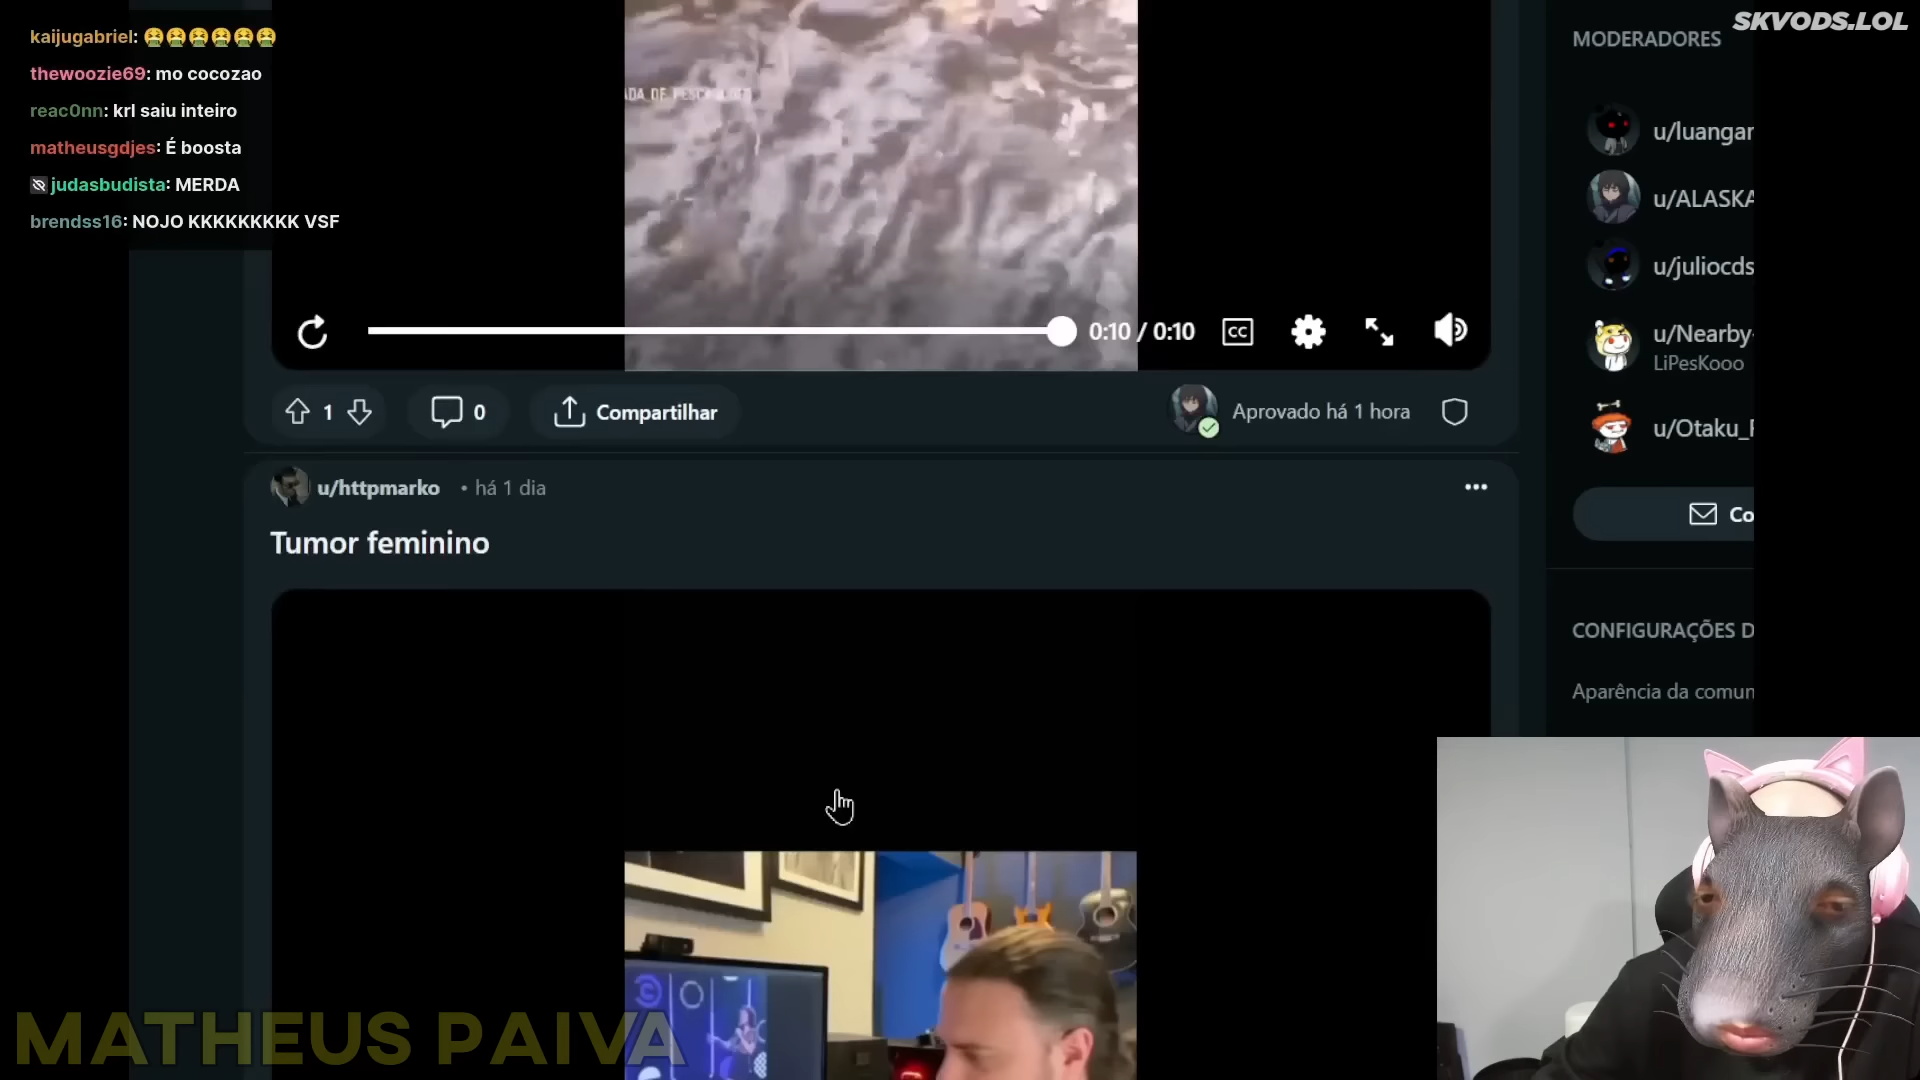 kaijugabriel: 🤮🤮🤮🤮🤮🤮
thewoozie69: mo cocozao
reac0nn: krl saiu inteiro
matheusgdjes: É boosta
judasbudista: MERDA
brendss16: NOJO KKKKKKKKK VSF
SKVODS.LOL
MODERADORES
u/luangar
u/ALASKA
u/juliocds
u/Nearby-
LiPesKooo
u/Otaku_F
Co
CONFIGURAÇÕES D
Aparência da comun
0:10 / 0:10
CC
1
0
Compartilhar
Aprovado há 1 hora
u/httpmarko • há 1 dia
Tumor feminino
MATHEUS PAIVA